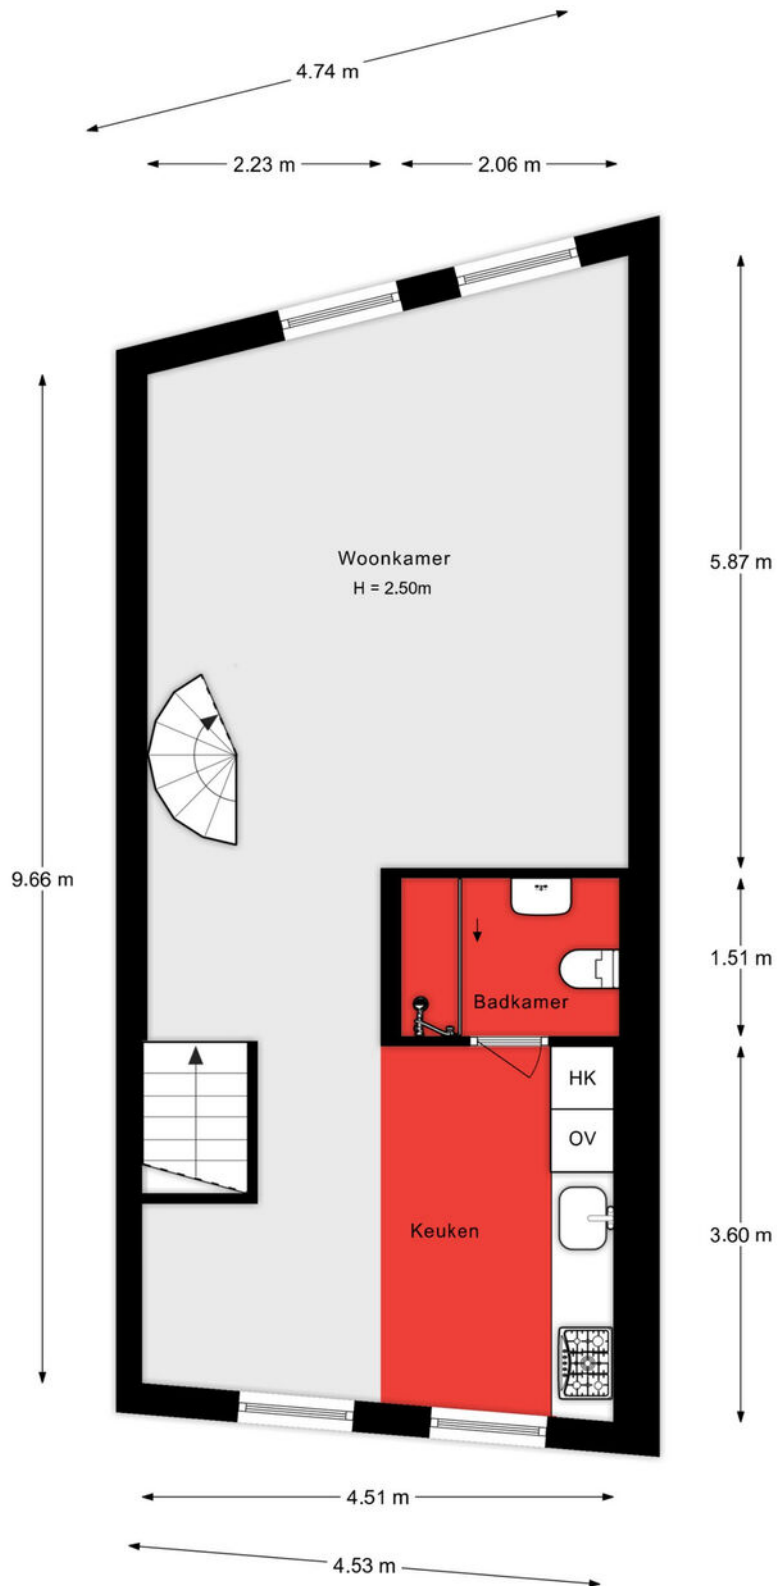 4.74 m
2.23 m
2.06 m
Woonkamer
H = 2.50m
5.87 m
9.66 m
1.51 m
Badkamer
HK
OV
Keuken
3.60 m
4.51 m
4.53 m